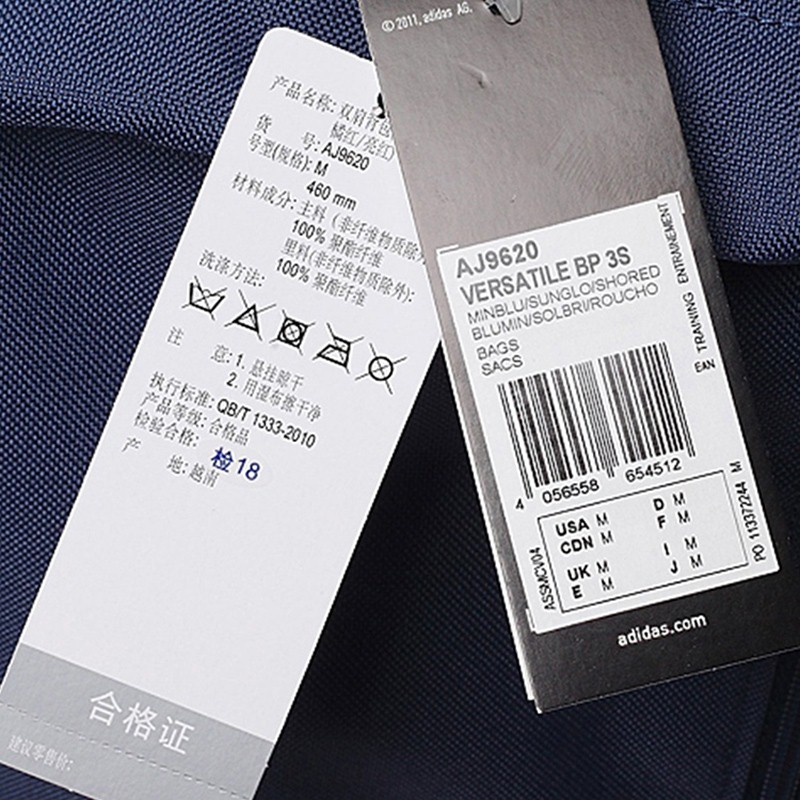 产品名称: 双肩背包
橘红/亮红
货 号: AJ9620
号型(规格): M
460 mm
材料成分: 主料 (非纤维物质除外)
100% 聚酯纤维
里料(非纤维物质除外):
100% 聚酯纤维
洗涤方法:
注 意: 1. 悬挂晾干
2. 用湿布擦干净
执行标准: QB/T 1333-2010
产品等级: 合格品
检验合格: 检18
产 地: 越南
合格证
建议零售价:
© 2011, adidas AG.
AJ9620
VERSATILE BP 3S
MINBLU/SUNGLO/SHORED
BLUMIN/SOLBRI/ROUCHO
BAGS
SACS
EAN TRAINING ENTRAINEMENT
4 056558 654512
USA M D M
CDN M F M
UK M I M
E M J M
ASSMCV04
PO 11337224A M
adidas.com